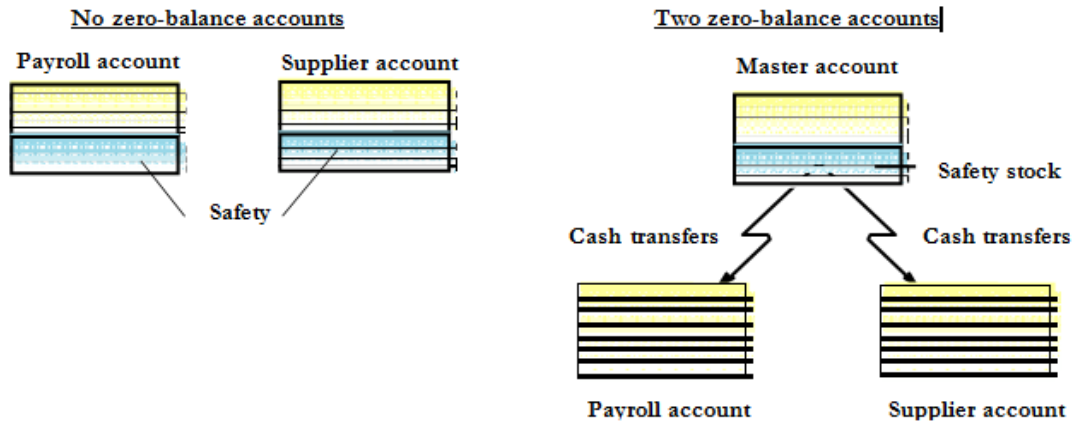 No zero-balance accounts
Two zero-balance accounts
Payroll account
Supplier account
Master account
Safety stock
Safety
Cash transfers
Cash transfers
Payroll account
Supplier account